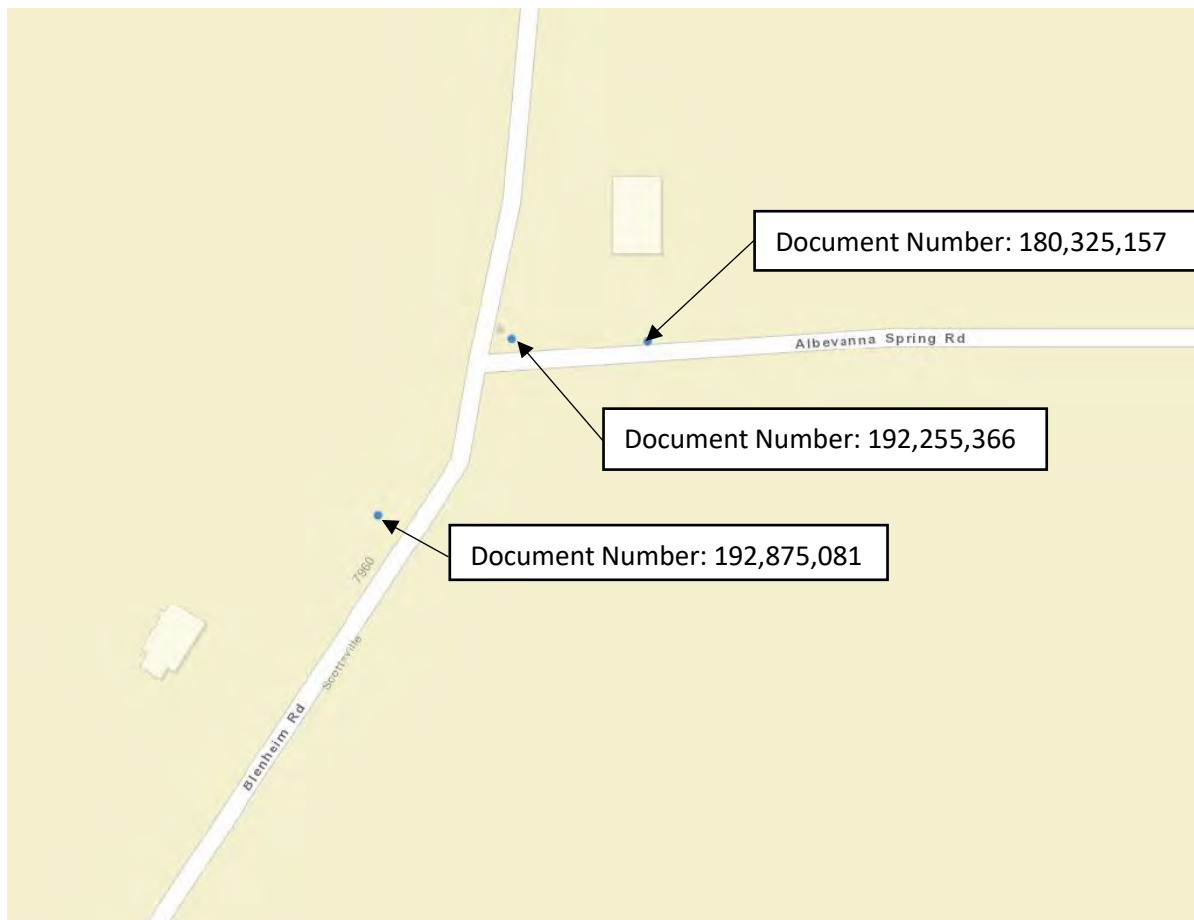 Document Number: 180,325,157
Albevanna Spring Rd
Document Number: 192,255,366
Document Number: 192,875,081
7960
Scottsville
Blenheim Rd